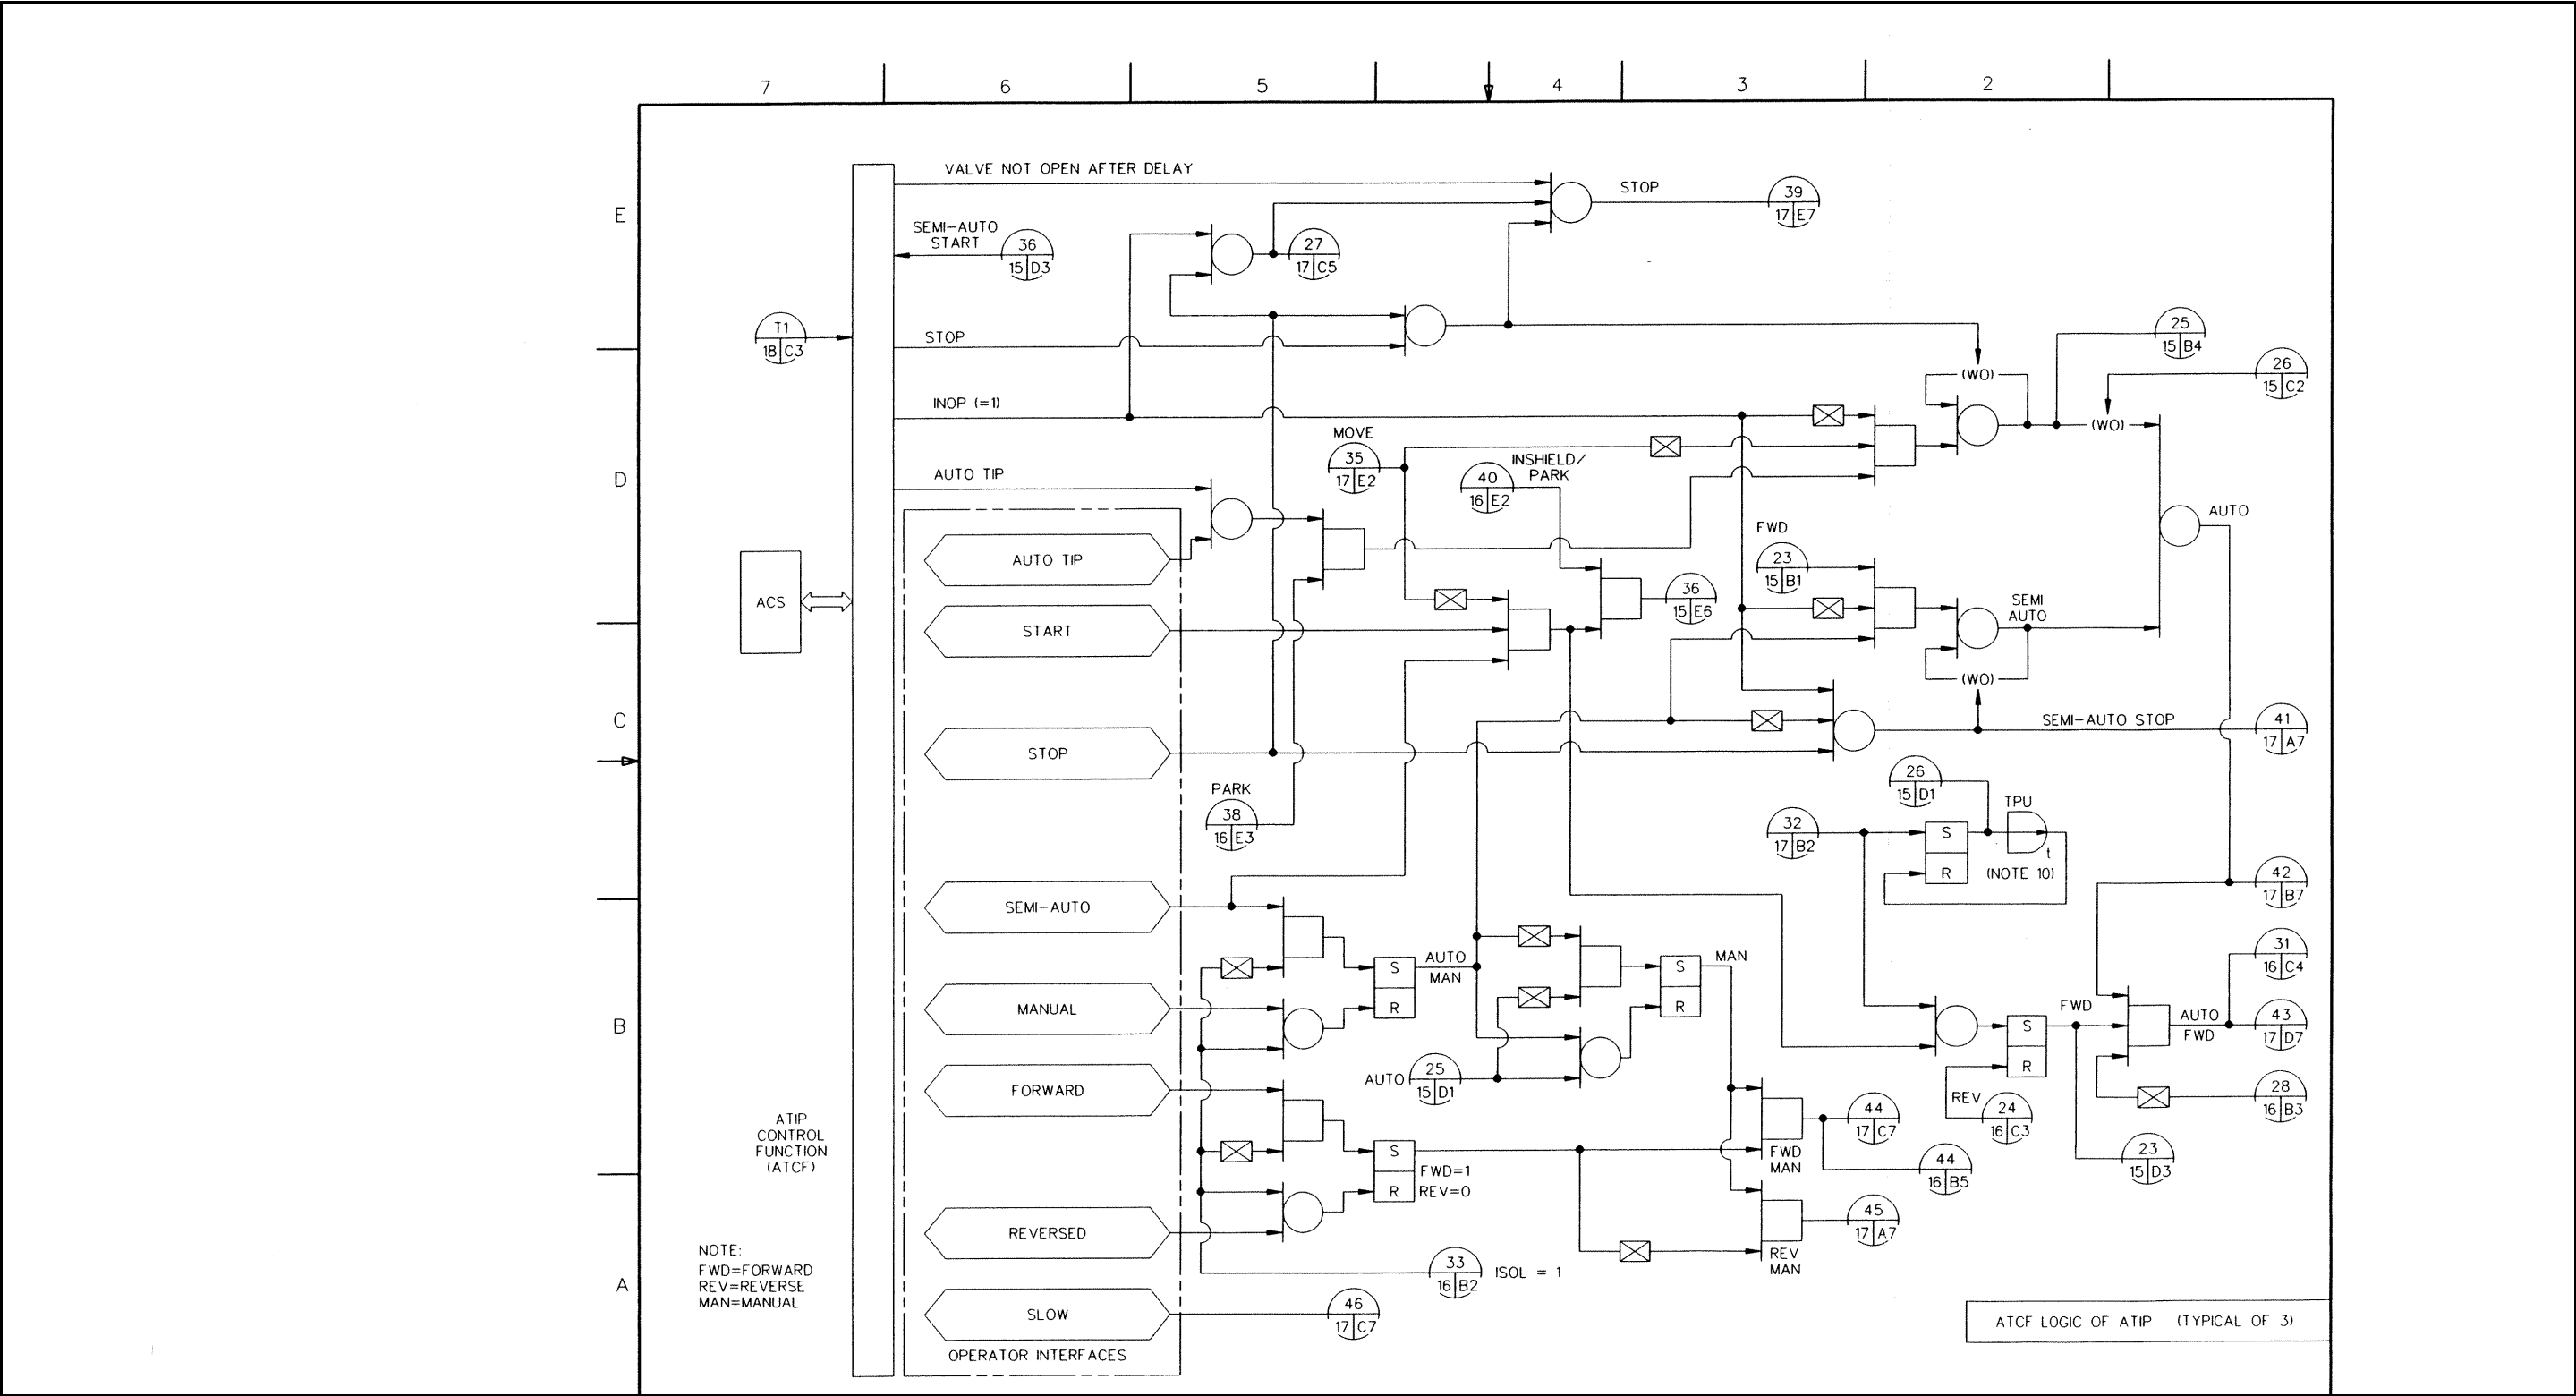 7 6 5 4 3 2
E
D
C
B
A
VALVE NOT OPEN AFTER DELAY
STOP
39
17 E7
SEMI-AUTO
START
36
15 D3
27
17 C5
T1
18 C3
STOP
25
15 B4
26
15 C2
(WO)
(WO)
INOP (=1)
MOVE
35
17 E2
INSHIELD/
PARK
40
16 E2
AUTO TIP
AUTO
FWD
23
15 B1
AUTO TIP
ACS
START
36
15 E6
SEMI
AUTO
(WO)
STOP
SEMI-AUTO STOP
41
17 A7
PARK
38
16 E3
26
15 D1
TPU
t
(NOTE 10)
32
17 B2
S
R
42
17 B7
SEMI-AUTO
S
R
AUTO
MAN
S
R
MAN
31
16 C4
MANUAL
FWD
S
R
AUTO
FWD
43
17 D7
AUTO
25
15 D1
FORWARD
REV
24
16 C3
28
16 B3
44
17 C7
FWD
MAN
44
16 B5
23
15 D3
S
R
FWD=1
REV=0
ATIP
CONTROL
FUNCTION
(ATCF)
REVERSED
45
17 A7
REV
MAN
33
16 B2
ISOL = 1
NOTE:
FWD=FORWARD
REV=REVERSE
MAN=MANUAL
SLOW
46
17 C7
OPERATOR INTERFACES
ATCF LOGIC OF ATIP (TYPICAL OF 3)